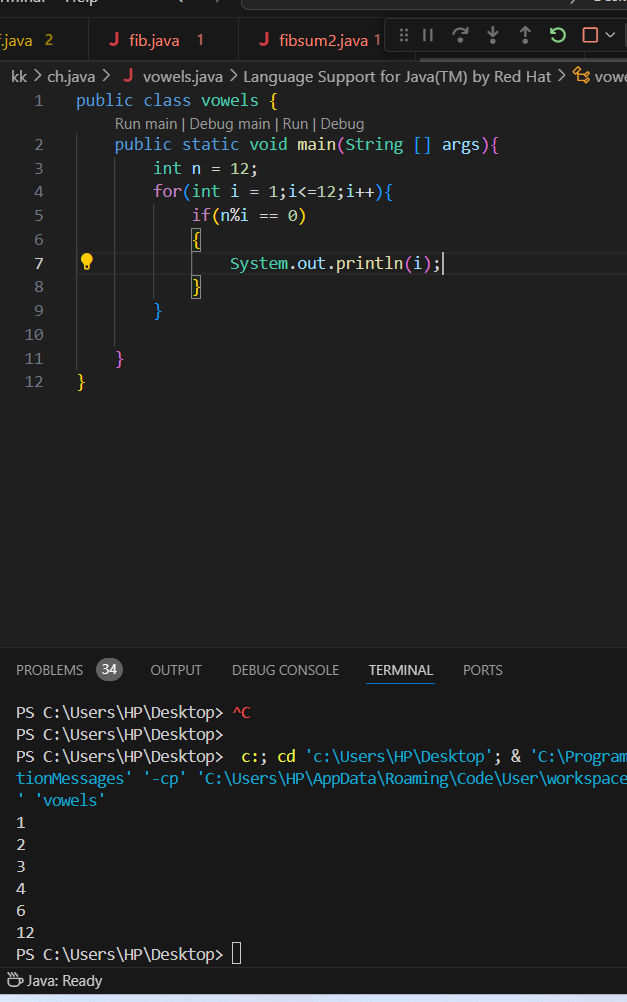 Help
.java 2 J fib.java 1 J fibsum2.java 1
kk > ch.java > J vowels.java > Language Support for Java(TM) by Red Hat > vowe
1 public class vowels {
Run main | Debug main | Run | Debug
2 public static void main(String [] args){
3 int n = 12;
4 for(int i = 1;i<=12;i++){
5 if(n%i == 0)
6 {
7 System.out.println(i);
8 }
9 }
10
11 }
12 }
PROBLEMS 34 OUTPUT DEBUG CONSOLE TERMINAL PORTS
PS C:\Users\HP\Desktop> ^C
PS C:\Users\HP\Desktop>
PS C:\Users\HP\Desktop> c:; cd 'c:\Users\HP\Desktop'; & 'C:\Program
tionMessages' '-cp' 'C:\Users\HP\AppData\Roaming\Code\User\workspace
' 'vowels'
1
2
3
4
6
12
PS C:\Users\HP\Desktop>
Java: Ready